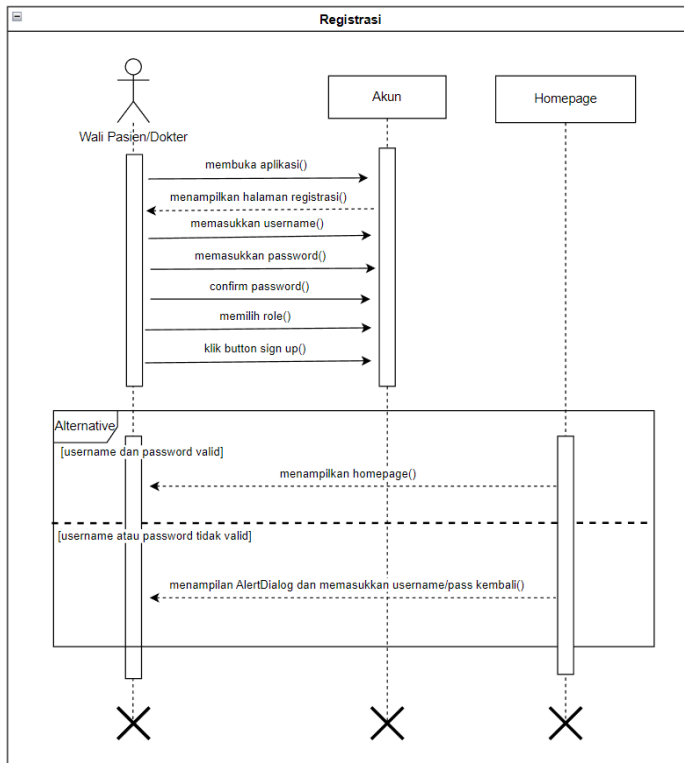 Registrasi
Akun
Homepage
Wali Pasien/Dokter
membuka aplikasi()
menampilkan halaman registrasi()
memasukkan username()
memasukkan password()
confirm password()
memilih role()
klik button sign up()
Alternative
[username dan password valid]
menampilkan homepage()
[username atau password tidak valid]
menampilan AlertDialog dan memasukkan username/pass kembali()